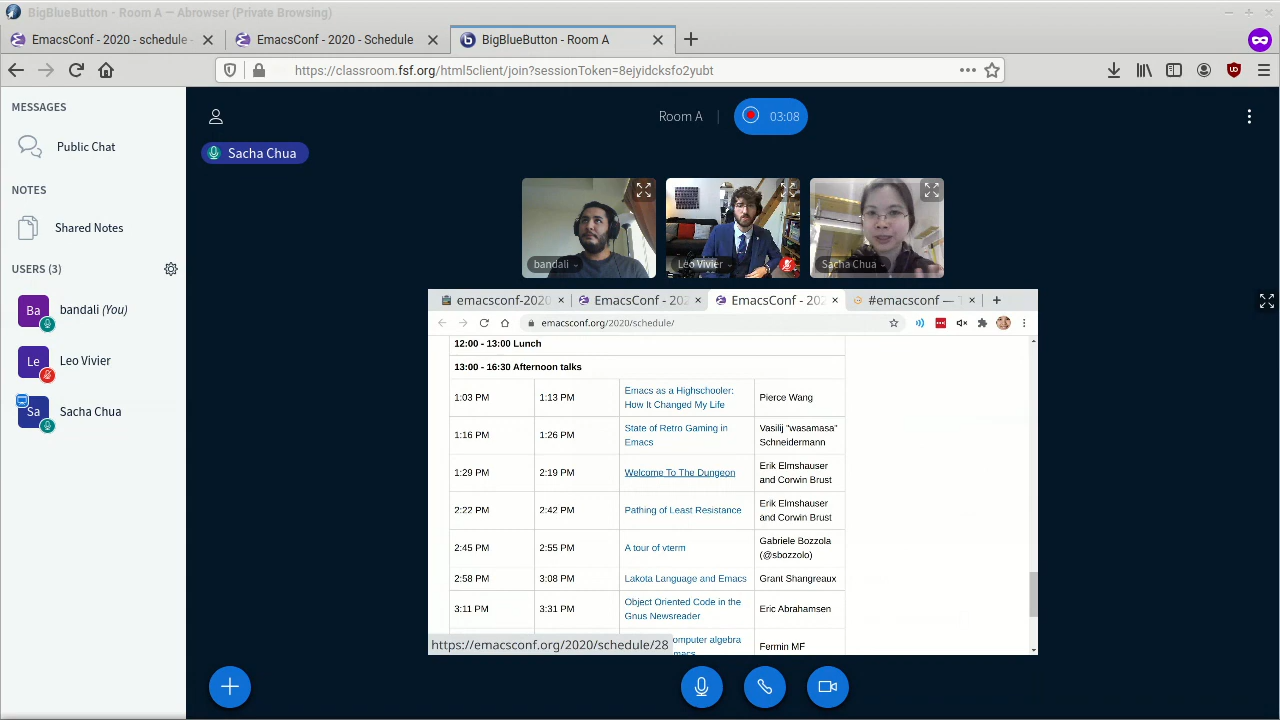 BigBlueButton - Room A — Abrowser (Private Browsing)
EmacsConf - 2020 - schedule -
EmacsConf - 2020 - Schedule
BigBlueButton - Room A
https://classroom.fsf.org/html5client/join?sessionToken=8ejyidcksfo2yubt
MESSAGES
Public Chat
NOTES
Shared Notes
USERS (3)
Ba
bandali (You)
Le
Leo Vivier
Sa
Sacha Chua
Room A
03:08
Sacha Chua
bandali
Leo Vivier
Sacha Chua
emacsconf-2020
EmacsConf - 202
EmacsConf - 202
#emacsconf —
emacsconf.org/2020/schedule/
12:00 - 13:00 Lunch
13:00 - 16:30 Afternoon talks
1:03 PM 1:13 PM Emacs as a Highschooler: How It Changed My Life Pierce Wang
1:16 PM 1:26 PM State of Retro Gaming in Emacs Vasilij "wasamasa" Schneidermann
1:29 PM 2:19 PM Welcome To The Dungeon Erik Elmshauser and Corwin Brust
2:22 PM 2:42 PM Pathing of Least Resistance Erik Elmshauser and Corwin Brust
2:45 PM 2:55 PM A tour of vterm Gabriele Bozzola (@sbozzolo)
2:58 PM 3:08 PM Lakota Language and Emacs Grant Shangreaux
3:11 PM 3:31 PM Object Oriented Code in the Gnus Newsreader Eric Abrahamsen
omputer algebra
Fermin MF
https://emacsconf.org/2020/schedule/28